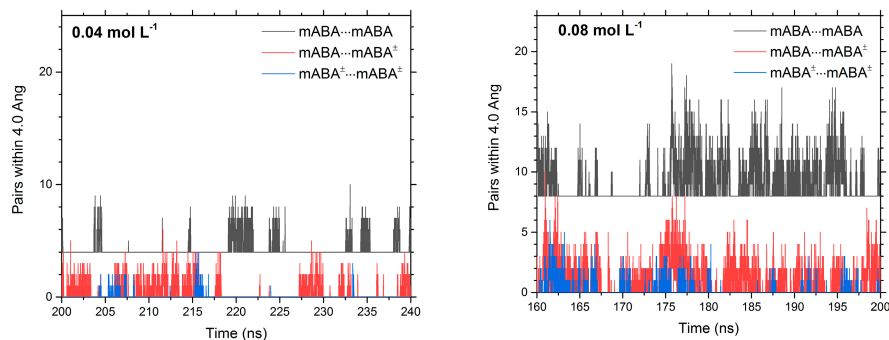 0.04 mol L⁻¹
mABA···mABA
mABA···mABA±
mABA±···mABA±
Pairs within 4.0 Ang
20
10
0
200 205 210 215 220 225 230 235 240
Time (ns)
0.08 mol L⁻¹
mABA···mABA
mABA···mABA±
mABA±···mABA±
Pairs within 4.0 Ang
20
15
10
5
0
160 165 170 175 180 185 190 195 200
Time (ns)